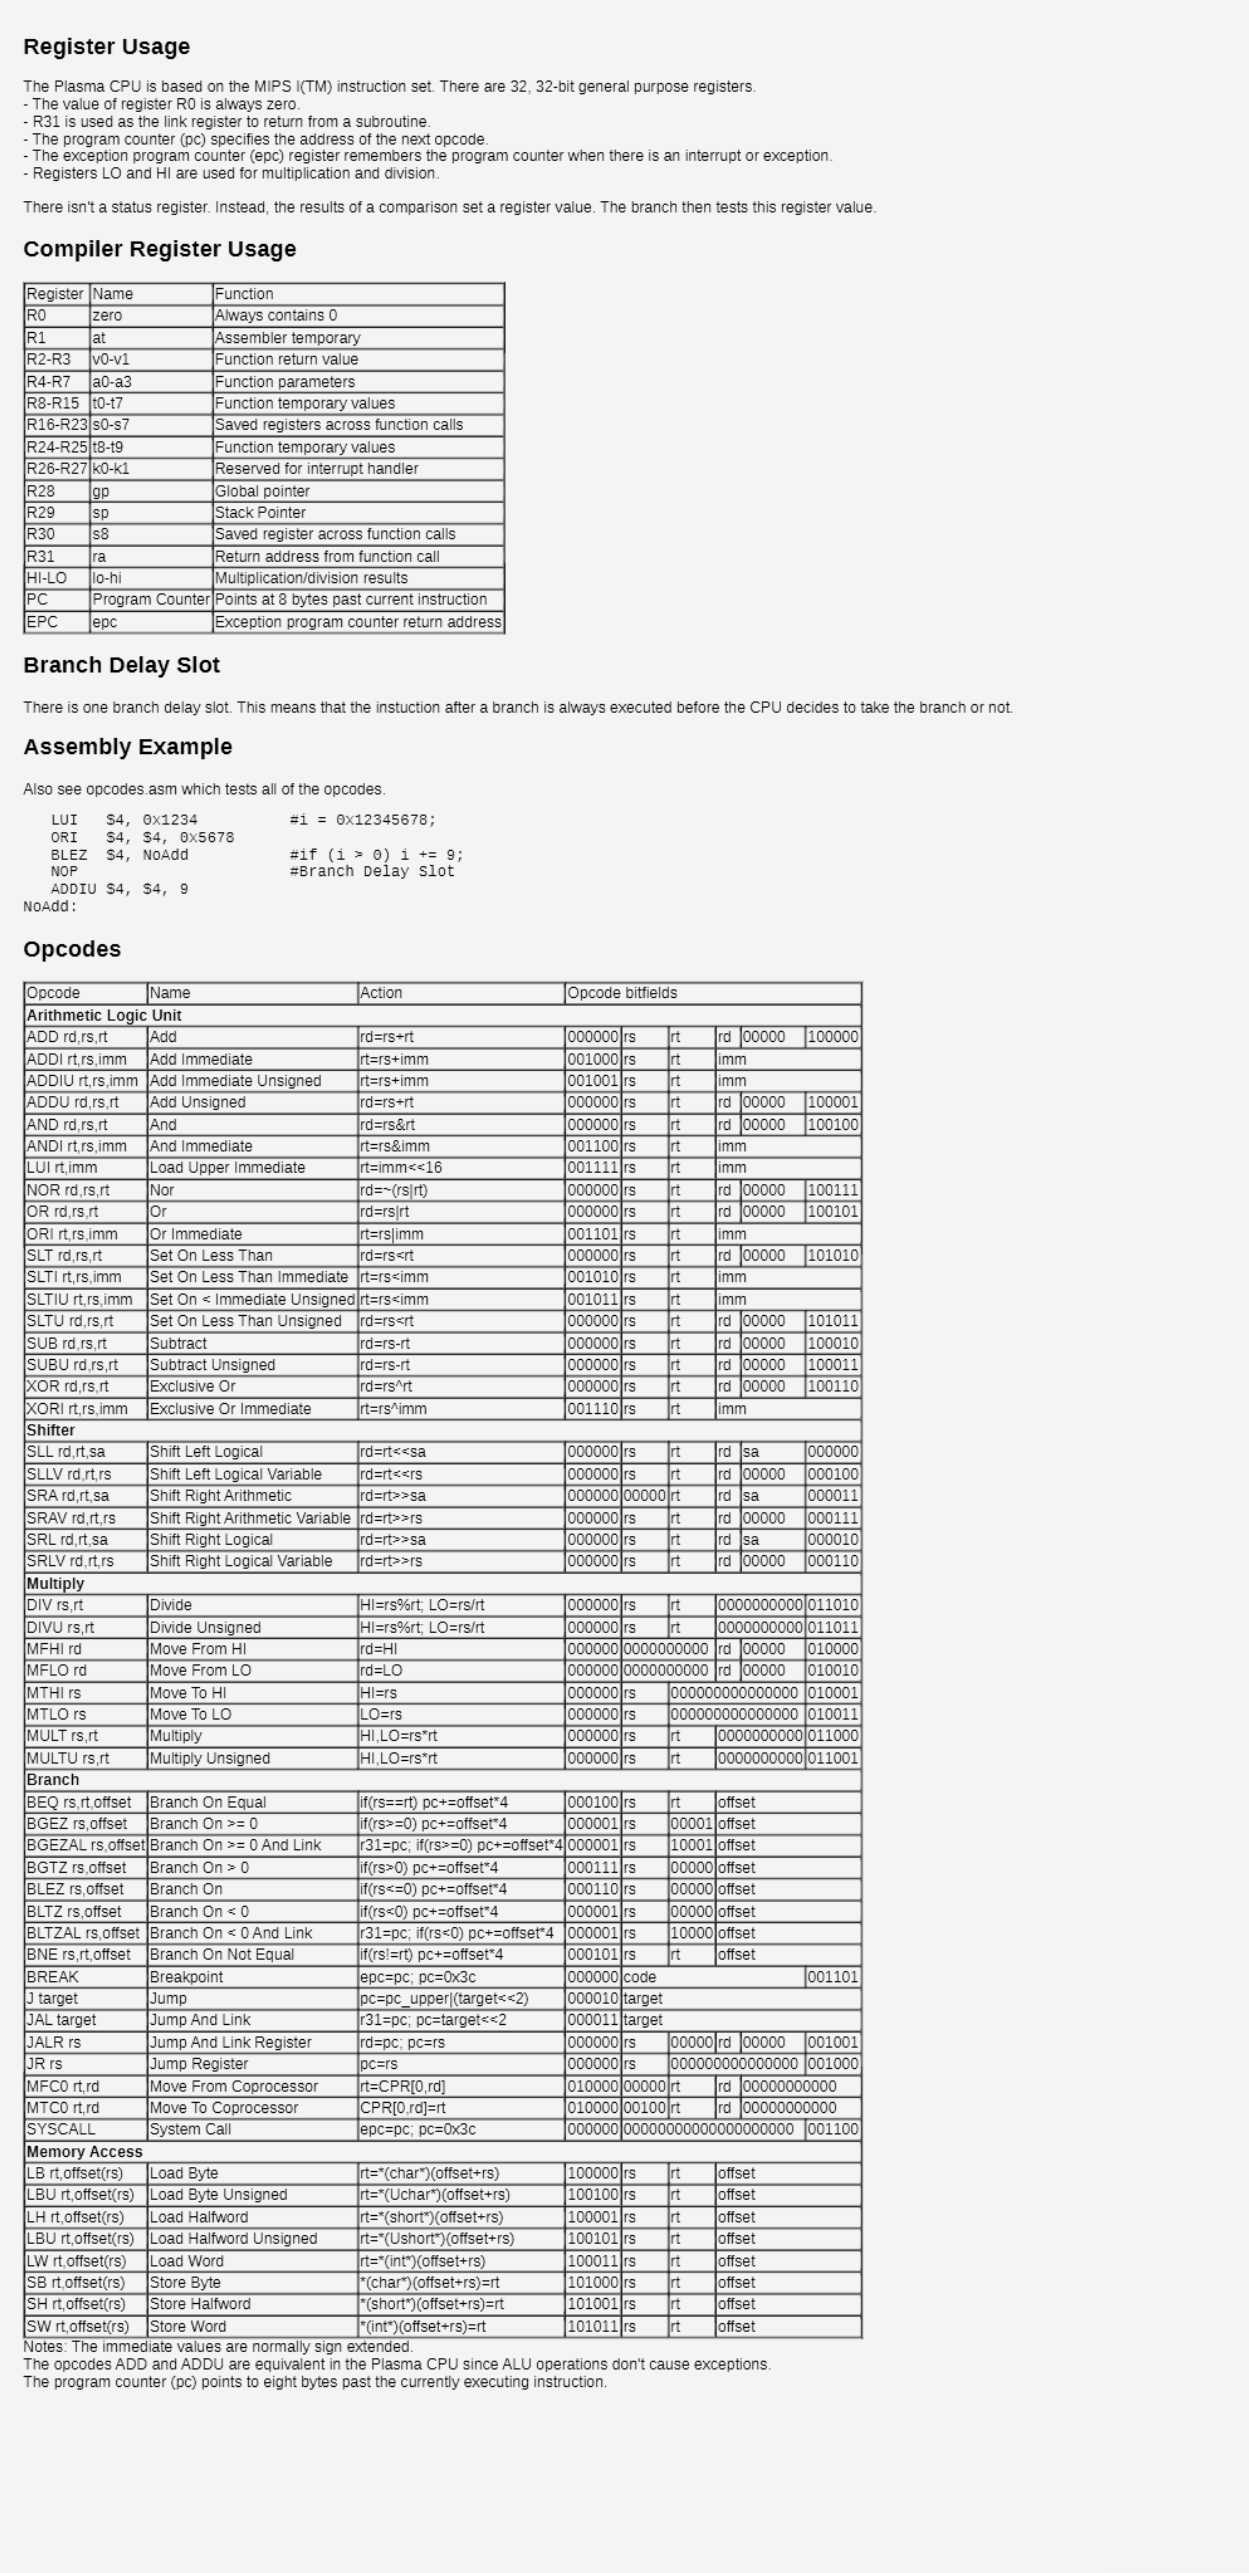 Register Usage
The Plasma CPU is based on the MIPS I(TM) instruction set. There are 32, 32-bit general purpose registers.
- The value of register R0 is always zero.
- R31 is used as the link register to return from a subroutine.
- The program counter (pc) specifies the address of the next opcode.
- The exception program counter (epc) register remembers the program counter when there is an interrupt or exception.
- Registers LO and HI are used for multiplication and division.
There isn't a status register. Instead, the results of a comparison set a register value. The branch then tests this register value.
Compiler Register Usage
Register Name Function
R0 zero Always contains 0
R1 at Assembler temporary
R2-R3 v0-v1 Function return value
R4-R7 a0-a3 Function parameters
R8-R15 t0-t7 Function temporary values
R16-R23 s0-s7 Saved registers across function calls
R24-R25 t8-t9 Function temporary values
R26-R27 k0-k1 Reserved for interrupt handler
R28 gp Global pointer
R29 sp Stack Pointer
R30 s8 Saved register across function calls
R31 ra Return address from function call
HI-LO lo-hi Multiplication/division results
PC Program Counter Points at 8 bytes past current instruction
EPC epc Exception program counter return address
Branch Delay Slot
There is one branch delay slot. This means that the instuction after a branch is always executed before the CPU decides to take the branch or not.
Assembly Example
Also see opcodes.asm which tests all of the opcodes.
LUI $4, 0x1234 #i = 0x12345678;
ORI $4, $4, 0x5678
BLEZ $4, NoAdd #if (i > 0) i += 9;
NOP #Branch Delay Slot
ADDIU $4, $4, 9
NoAdd:
Opcodes
Opcode Name Action Opcode bitfields
Arithmetic Logic Unit
ADD rd,rs,rt Add rd=rs+rt 000000 rs rt rd 00000 100000
ADDI rt,rs,imm Add Immediate rt=rs+imm 001000 rs rt imm
ADDIU rt,rs,imm Add Immediate Unsigned rt=rs+imm 001001 rs rt imm
ADDU rd,rs,rt Add Unsigned rd=rs+rt 000000 rs rt rd 00000 100001
AND rd,rs,rt And rd=rs&rt 000000 rs rt rd 00000 100100
ANDI rt,rs,imm And Immediate rt=rs&imm 001100 rs rt imm
LUI rt,imm Load Upper Immediate rt=imm<<16 001111 rs rt imm
NOR rd,rs,rt Nor rd=~(rs|rt) 000000 rs rt rd 00000 100111
OR rd,rs,rt Or rd=rs|rt 000000 rs rt rd 00000 100101
ORI rt,rs,imm Or Immediate rt=rs|imm 001101 rs rt imm
SLT rd,rs,rt Set On Less Than rd=rs<rt 000000 rs rt rd 00000 101010
SLTI rt,rs,imm Set On Less Than Immediate rt=rs<imm 001010 rs rt imm
SLTIU rt,rs,imm Set On < Immediate Unsigned rt=rs<imm 001011 rs rt imm
SLTU rd,rs,rt Set On Less Than Unsigned rd=rs<rt 000000 rs rt rd 00000 101011
SUB rd,rs,rt Subtract rd=rs-rt 000000 rs rt rd 00000 100010
SUBU rd,rs,rt Subtract Unsigned rd=rs-rt 000000 rs rt rd 00000 100011
XOR rd,rs,rt Exclusive Or rd=rs^rt 000000 rs rt rd 00000 100110
XORI rt,rs,imm Exclusive Or Immediate rt=rs^imm 001110 rs rt imm
Shifter
SLL rd,rt,sa Shift Left Logical rd=rt<<sa 000000 rs rt rd sa 000000
SLLV rd,rt,rs Shift Left Logical Variable rd=rt<<rs 000000 rs rt rd 00000 000100
SRA rd,rt,sa Shift Right Arithmetic rd=rt>>sa 000000 00000 rt rd sa 000011
SRAV rd,rt,rs Shift Right Arithmetic Variable rd=rt>>rs 000000 rs rt rd 00000 000111
SRL rd,rt,sa Shift Right Logical rd=rt>>sa 000000 rs rt rd sa 000010
SRLV rd,rt,rs Shift Right Logical Variable rd=rt>>rs 000000 rs rt rd 00000 000110
Multiply
DIV rs,rt Divide HI=rs%rt; LO=rs/rt 000000 rs rt 0000000000 011010
DIVU rs,rt Divide Unsigned HI=rs%rt; LO=rs/rt 000000 rs rt 0000000000 011011
MFHI rd Move From HI rd=HI 000000 0000000000 rd 00000 010000
MFLO rd Move From LO rd=LO 000000 0000000000 rd 00000 010010
MTHI rs Move To HI HI=rs 000000 rs 000000000000000 010001
MTLO rs Move To LO LO=rs 000000 rs 000000000000000 010011
MULT rs,rt Multiply HI,LO=rs*rt 000000 rs rt 0000000000 011000
MULTU rs,rt Multiply Unsigned HI,LO=rs*rt 000000 rs rt 0000000000 011001
Branch
BEQ rs,rt,offset Branch On Equal if(rs==rt) pc+=offset*4 000100 rs rt offset
BGEZ rs,offset Branch On >= 0 if(rs>=0) pc+=offset*4 000001 rs 00001 offset
BGEZAL rs,offset Branch On >= 0 And Link r31=pc; if(rs>=0) pc+=offset*4 000001 rs 10001 offset
BGTZ rs,offset Branch On > 0 if(rs>0) pc+=offset*4 000111 rs 00000 offset
BLEZ rs,offset Branch On if(rs<=0) pc+=offset*4 000110 rs 00000 offset
BLTZ rs,offset Branch On < 0 if(rs<0) pc+=offset*4 000001 rs 00000 offset
BLTZAL rs,offset Branch On < 0 And Link r31=pc; if(rs<0) pc+=offset*4 000001 rs 10000 offset
BNE rs,rt,offset Branch On Not Equal if(rs!=rt) pc+=offset*4 000101 rs rt offset
BREAK Breakpoint epc=pc; pc=0x3c 000000 code 001101
J target Jump pc=pc_upper|(target<<2) 000010 target
JAL target Jump And Link r31=pc; pc=target<<2 000011 target
JALR rs Jump And Link Register rd=pc; pc=rs 000000 rs 00000 rd 00000 001001
JR rs Jump Register pc=rs 000000 rs 000000000000000 001000
MFC0 rt,rd Move From Coprocessor rt=CPR[0,rd] 010000 00000 rt rd 00000000000
MTC0 rt,rd Move To Coprocessor CPR[0,rd]=rt 010000 00100 rt rd 00000000000
SYSCALL System Call epc=pc; pc=0x3c 000000 00000000000000000000 001100
Memory Access
LB rt,offset(rs) Load Byte rt=*(char*)(offset+rs) 100000 rs rt offset
LBU rt,offset(rs) Load Byte Unsigned rt=*(Uchar*)(offset+rs) 100100 rs rt offset
LH rt,offset(rs) Load Halfword rt=*(short*)(offset+rs) 100001 rs rt offset
LBU rt,offset(rs) Load Halfword Unsigned rt=*(Ushort*)(offset+rs) 100101 rs rt offset
LW rt,offset(rs) Load Word rt=*(int*)(offset+rs) 100011 rs rt offset
SB rt,offset(rs) Store Byte *(char*)(offset+rs)=rt 101000 rs rt offset
SH rt,offset(rs) Store Halfword *(short*)(offset+rs)=rt 101001 rs rt offset
SW rt,offset(rs) Store Word *(int*)(offset+rs)=rt 101011 rs rt offset
Notes: The immediate values are normally sign extended.
The opcodes ADD and ADDU are equivalent in the Plasma CPU since ALU operations don't cause exceptions.
The program counter (pc) points to eight bytes past the currently executing instruction.